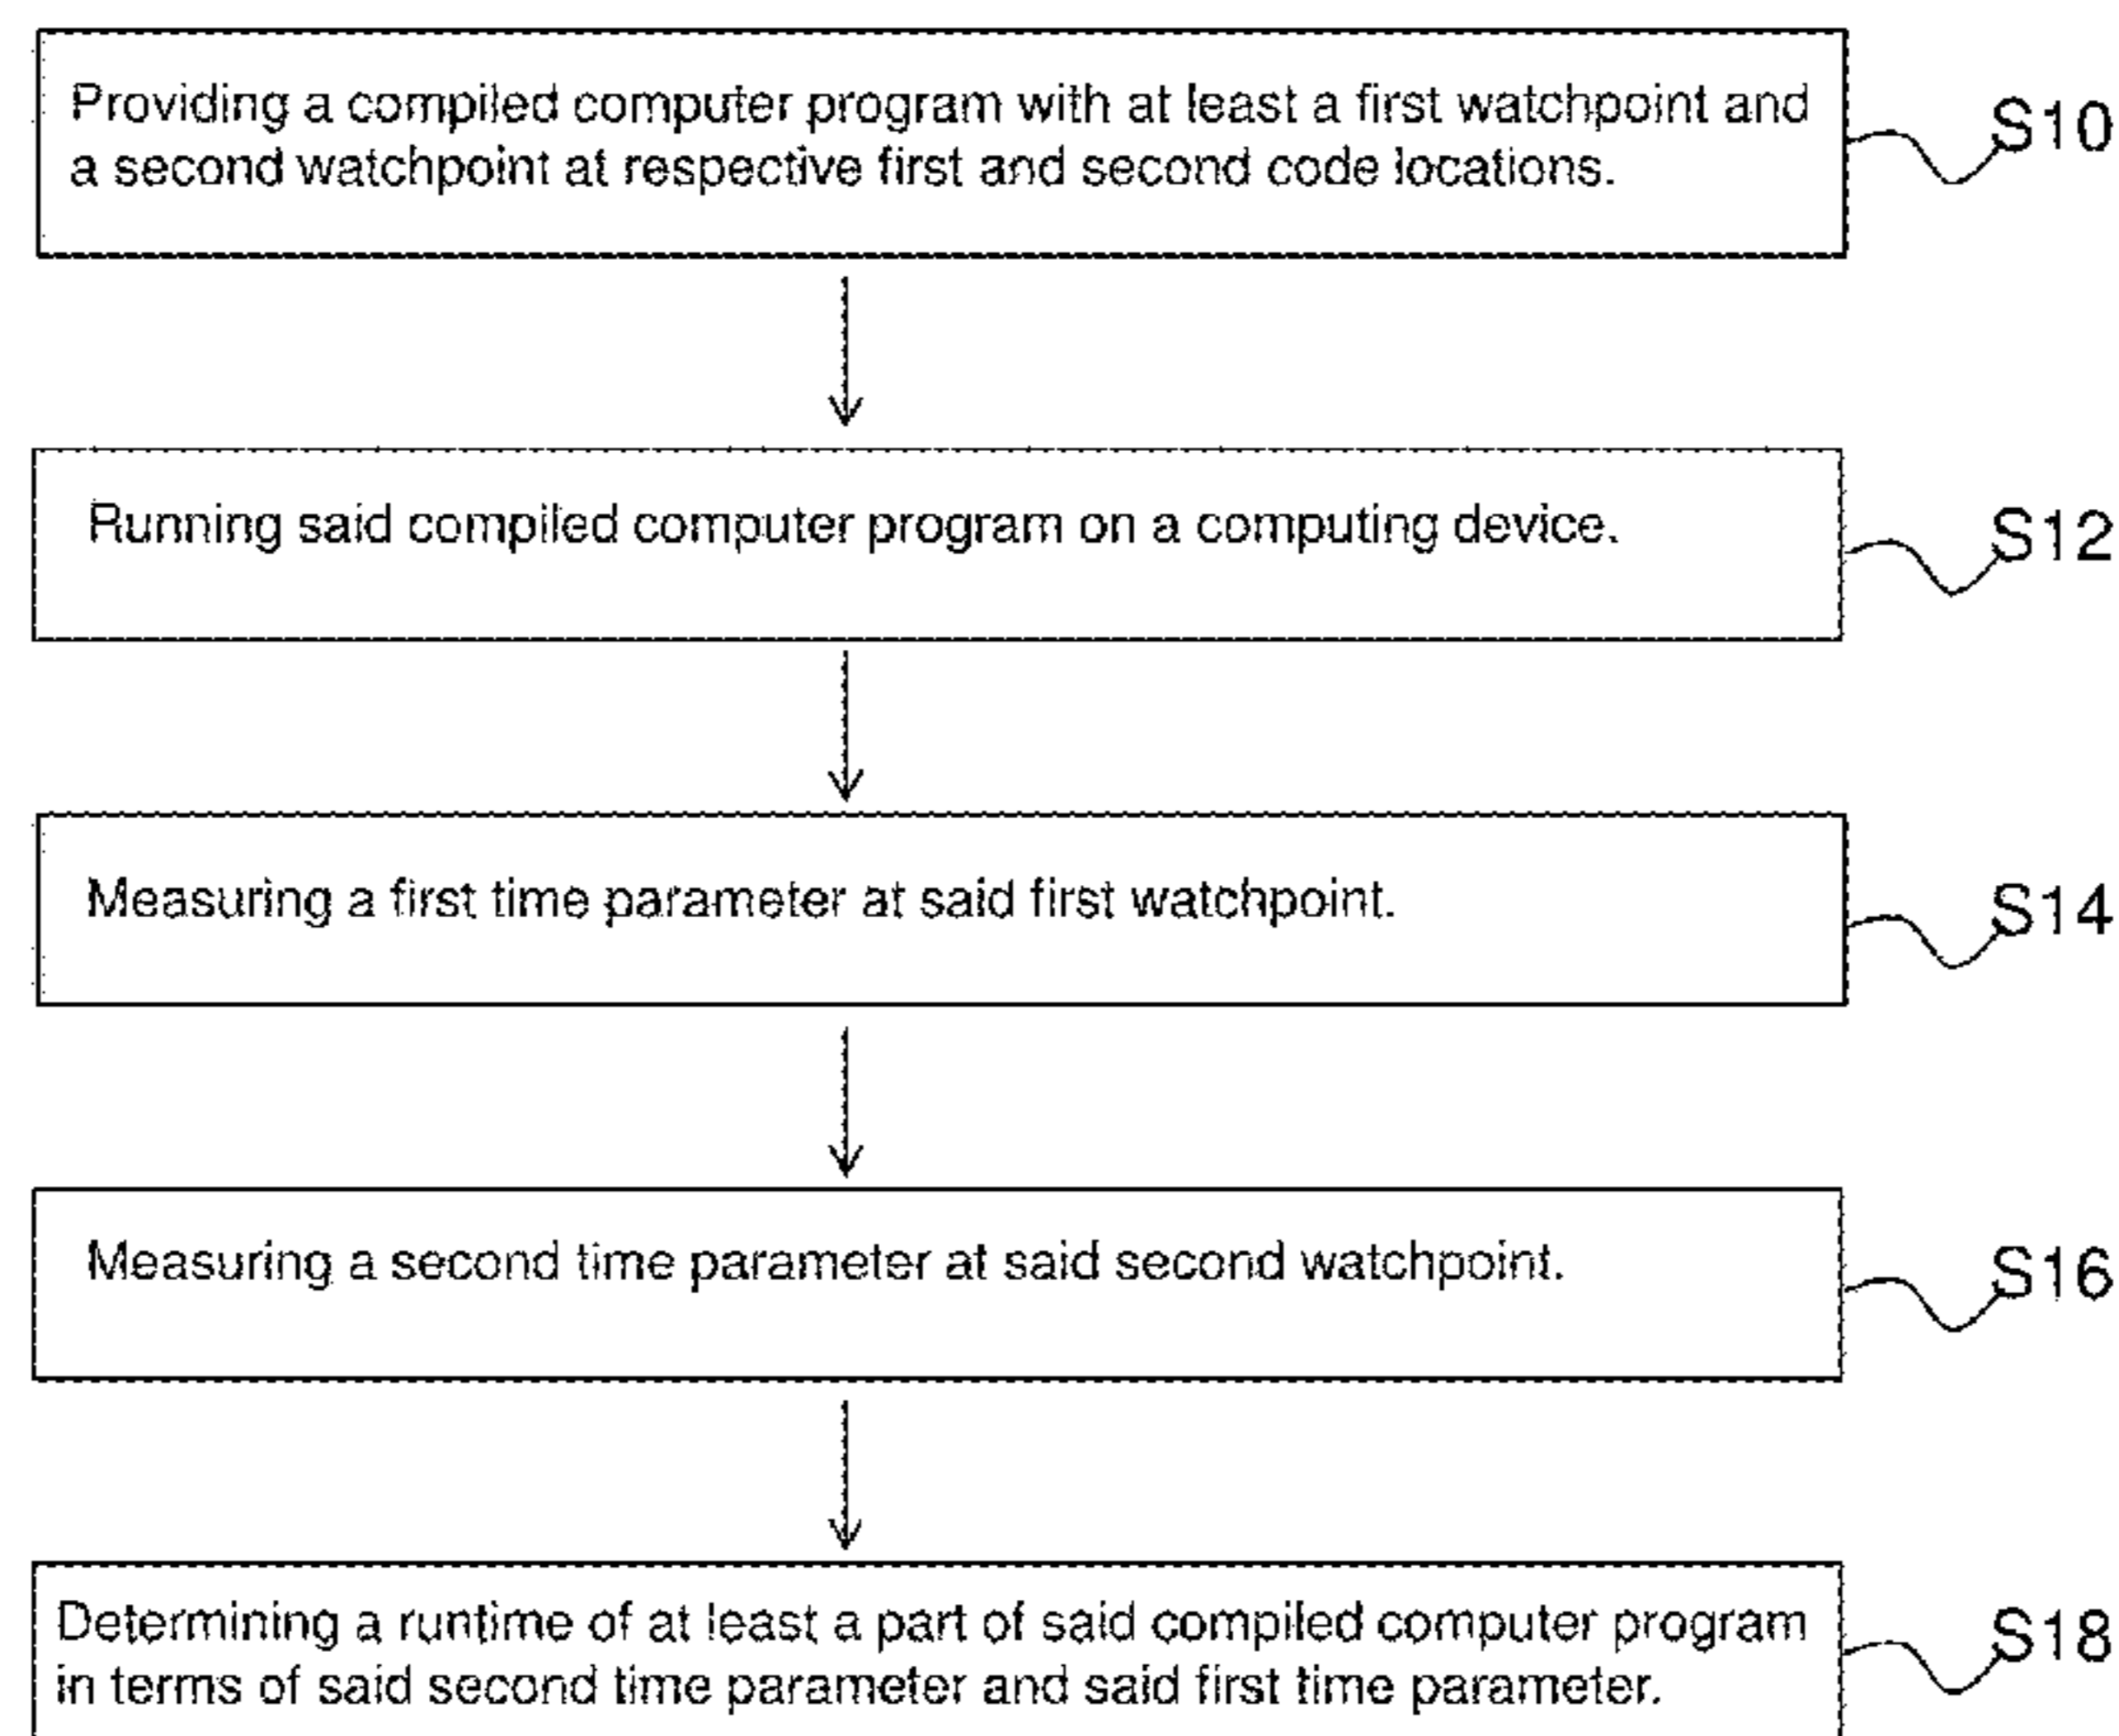 Providing a compiled computer program with at least a first watchpoint and
a second watchpoint at respective first and second code locations.
S10
Running said compiled computer program on a computing device.
S12
Measuring a first time parameter at said first watchpoint.
S14
Measuring a second time parameter at said second watchpoint.
S16
Determining a runtime of at least a part of said compiled computer program
in terms of said second time parameter and said first time parameter.
S18